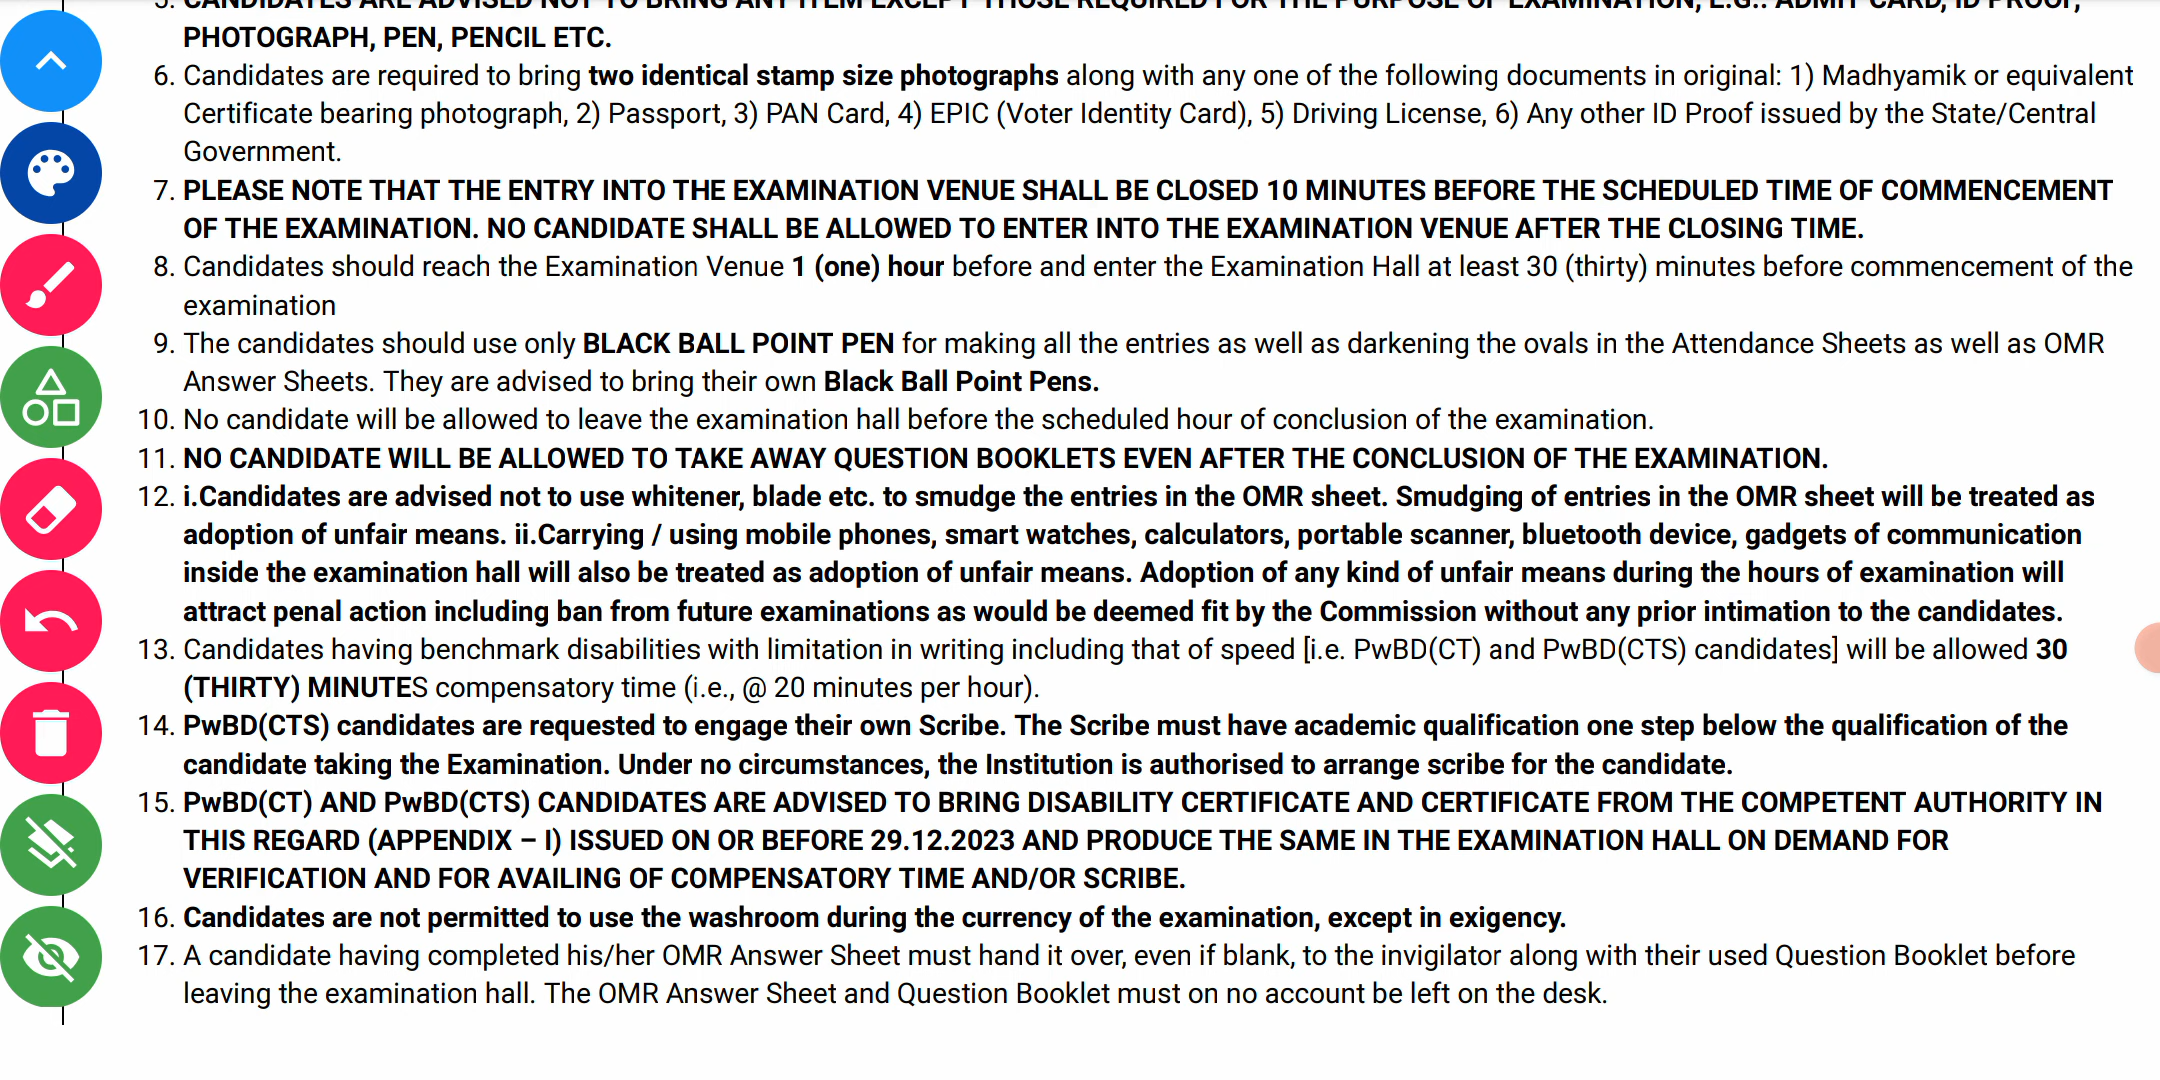 5. CANDIDATES ARE ADVISED NOT TO BRING ANY ITEM EXCEPT THOSE REQUIRED FOR THE PURPOSE OF EXAMINATION, E.G.: ADMIT CARD, ID PROOF,
PHOTOGRAPH, PEN, PENCIL ETC.
6. Candidates are required to bring two identical stamp size photographs along with any one of the following documents in original: 1) Madhyamik or equivalent
Certificate bearing photograph, 2) Passport, 3) PAN Card, 4) EPIC (Voter Identity Card), 5) Driving License, 6) Any other ID Proof issued by the State/Central
Government.
7. PLEASE NOTE THAT THE ENTRY INTO THE EXAMINATION VENUE SHALL BE CLOSED 10 MINUTES BEFORE THE SCHEDULED TIME OF COMMENCEMENT
OF THE EXAMINATION. NO CANDIDATE SHALL BE ALLOWED TO ENTER INTO THE EXAMINATION VENUE AFTER THE CLOSING TIME.
8. Candidates should reach the Examination Venue 1 (one) hour before and enter the Examination Hall at least 30 (thirty) minutes before commencement of the
examination
9. The candidates should use only BLACK BALL POINT PEN for making all the entries as well as darkening the ovals in the Attendance Sheets as well as OMR
Answer Sheets. They are advised to bring their own Black Ball Point Pens.
10. No candidate will be allowed to leave the examination hall before the scheduled hour of conclusion of the examination.
11. NO CANDIDATE WILL BE ALLOWED TO TAKE AWAY QUESTION BOOKLETS EVEN AFTER THE CONCLUSION OF THE EXAMINATION.
12. i.Candidates are advised not to use whitener, blade etc. to smudge the entries in the OMR sheet. Smudging of entries in the OMR sheet will be treated as
adoption of unfair means. ii.Carrying / using mobile phones, smart watches, calculators, portable scanner, bluetooth device, gadgets of communication
inside the examination hall will also be treated as adoption of unfair means. Adoption of any kind of unfair means during the hours of examination will
attract penal action including ban from future examinations as would be deemed fit by the Commission without any prior intimation to the candidates.
13. Candidates having benchmark disabilities with limitation in writing including that of speed [i.e. PwBD(CT) and PwBD(CTS) candidates] will be allowed 30
(THIRTY) MINUTES compensatory time (i.e., @ 20 minutes per hour).
14. PwBD(CTS) candidates are requested to engage their own Scribe. The Scribe must have academic qualification one step below the qualification of the
candidate taking the Examination. Under no circumstances, the Institution is authorised to arrange scribe for the candidate.
15. PwBD(CT) AND PwBD(CTS) CANDIDATES ARE ADVISED TO BRING DISABILITY CERTIFICATE AND CERTIFICATE FROM THE COMPETENT AUTHORITY IN
THIS REGARD (APPENDIX – I) ISSUED ON OR BEFORE 29.12.2023 AND PRODUCE THE SAME IN THE EXAMINATION HALL ON DEMAND FOR
VERIFICATION AND FOR AVAILING OF COMPENSATORY TIME AND/OR SCRIBE.
16. Candidates are not permitted to use the washroom during the currency of the examination, except in exigency.
17. A candidate having completed his/her OMR Answer Sheet must hand it over, even if blank, to the invigilator along with their used Question Booklet before
leaving the examination hall. The OMR Answer Sheet and Question Booklet must on no account be left on the desk.